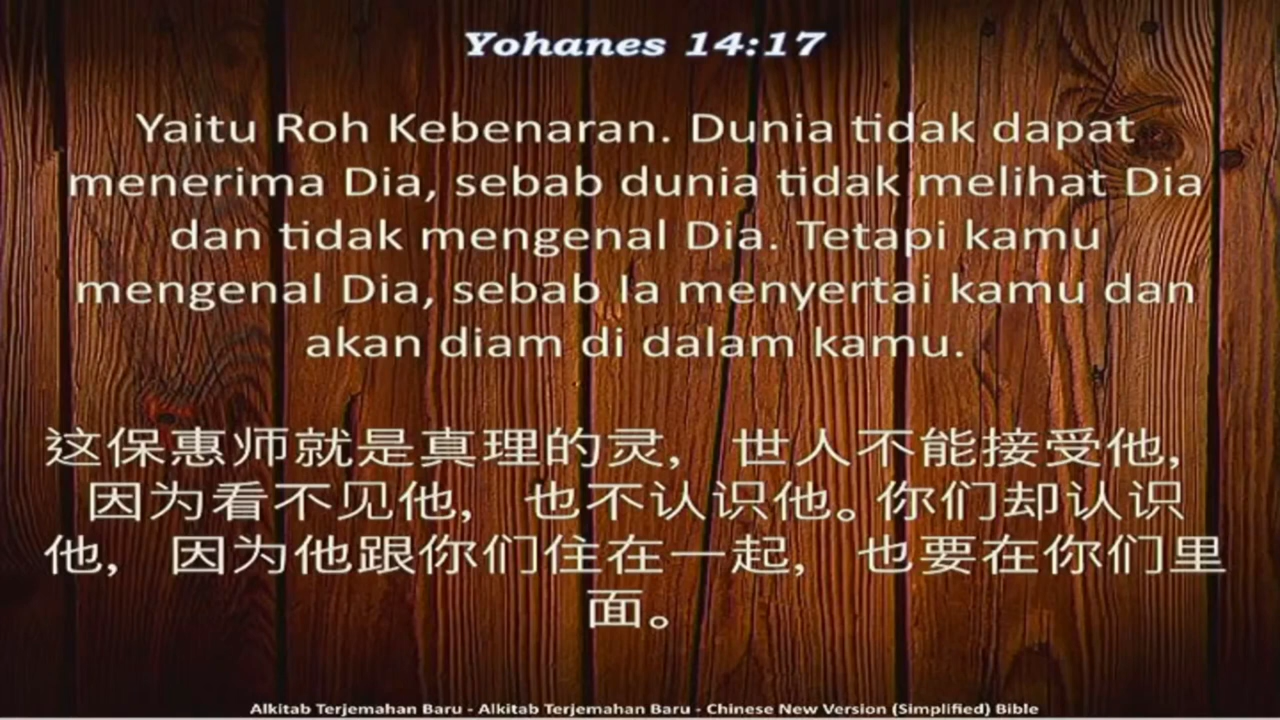 Yohanes 14:17
Yaitu Roh Kebenaran. Dunia tidak dapat
menerima Dia, sebab dunia tidak melihat Dia
dan tidak mengenal Dia. Tetapi kamu
mengenal Dia, sebab Ia menyertai kamu dan
akan diam di dalam kamu.
这保惠师就是真理的灵， 世人不能接受他，
因为看不见他， 也不认识他。你们却认识
他， 因为他跟你们住在一起， 也要在你们里
面。
Alkitab Terjemahan Baru - Alkitab Terjemahan Baru - Chinese New Version (Simplified) Bible